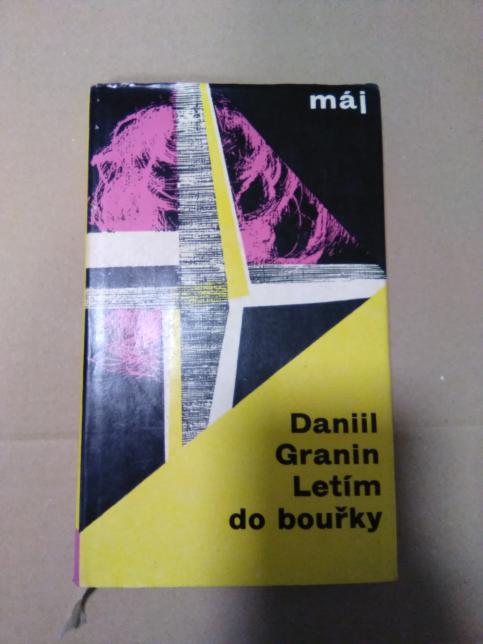 máj
Daniil
Granin
Letím
do bouřky